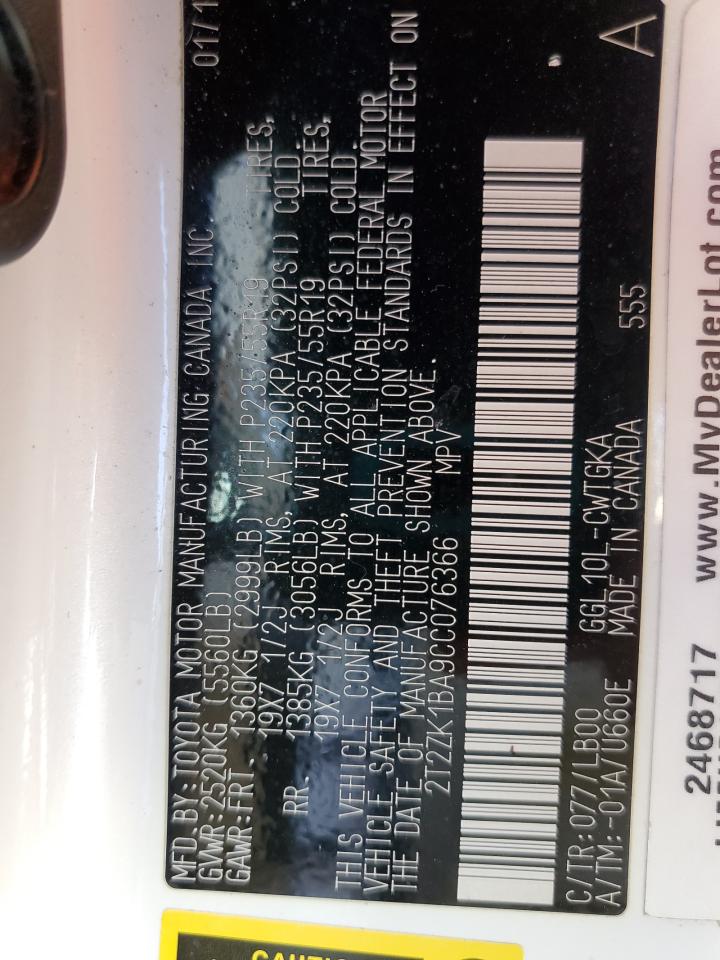 MFD.BY:TOYOTA MOTOR MANUFACTURING CANADA INC. 01/1
GVWR:2520KG (5560LB)
GAWR:FRT. 1360KG (2999LB) WITH P235/55R19 TIRES,
19X7 1/2J RIMS, AT 220KPA (32PSI) COLD.
RR. 1385KG (3056LB) WITH P235/55R19 TIRES,
19X7 1/2J RIMS, AT 220KPA (32PSI) COLD.
THIS VEHICLE CONFORMS TO ALL APPLICABLE FEDERAL MOTOR
VEHICLE SAFETY AND THEFT PREVENTION STANDARDS IN EFFECT ON
THE DATE OF MANUFACTURE SHOWN ABOVE.
2T2ZK1BA9CC076366 MPV
C/TR:077/LB00 GGL10L-CWTGKA 555 A
A/TM:-01A/U660E MADE IN CANADA
2468717 www.MyDealerLot.com
CAUTI